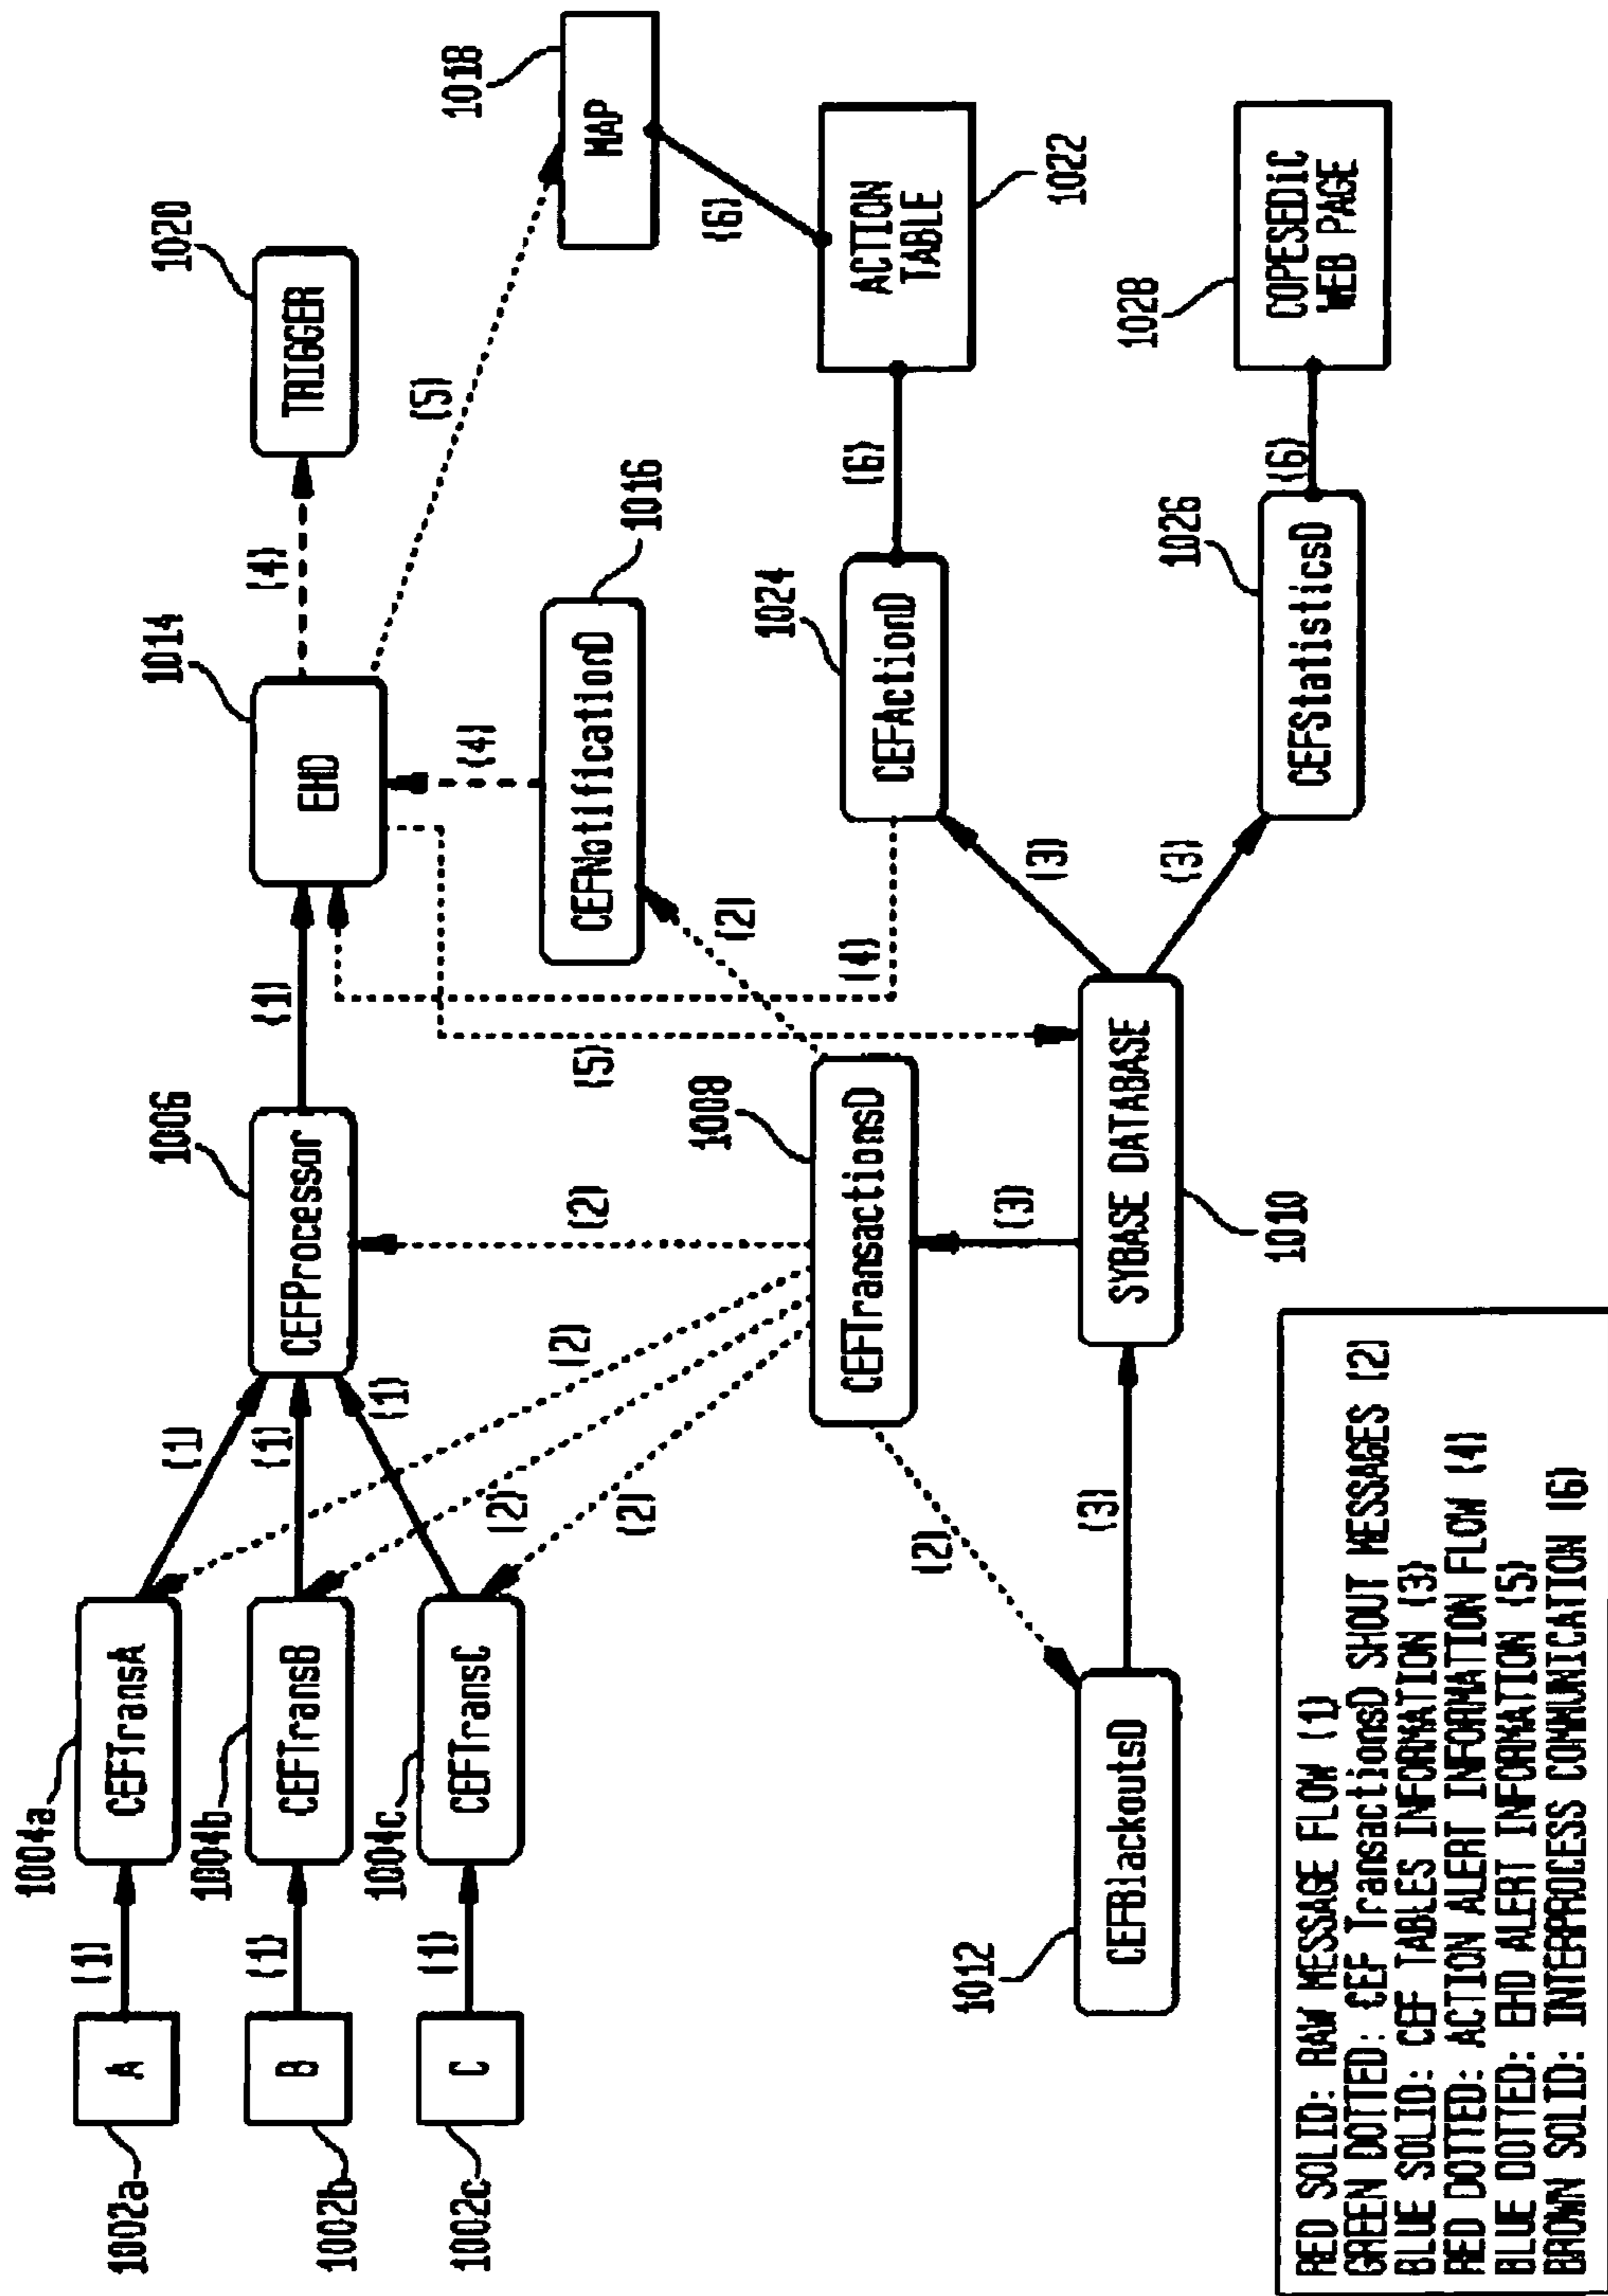 1018
MAP
1020
TRIGGER
(6)
1022
ACTION
TABLE
1028
COPESEDiC
WEB PAGE
(5)
(4)
1016
(6)
(6)
1014
EHD
(4)
CEFNotificationD
1024
CEFActionD
1026
CEFStatisticsD
(2)
(4)
(3)
(3)
(1)
(5)
1006
CEFProcessor
(2)
1008
CEFTransactionsD
(3)
SYBASE DATABASE
1010
(1)
(1)
(1)
(2)
(2)
(2)
(2)
(3)
1004a
CEFTransA
1004b
CEFTransB
1004c
CEFTransC
1012
CEFBlackoutsD
(1)
(1)
(1)
A
B
C
1002a
1002b
1002c
RED SOLID: RAW MESSAGE FLOW (1)
GREEN DOTTED: CEF TransactionsD SHOUT MESSAGES (2)
BLUE SOLID: CEF TABLES INFORMATION (3)
RED DOTTED: ACTION ALERT INFORMATION FLOW (4)
BLUE DOTTED: EHD ALERT INFORMATION (5)
BROWN SOLID: INTERPROCESS COMMUNICATION (6)